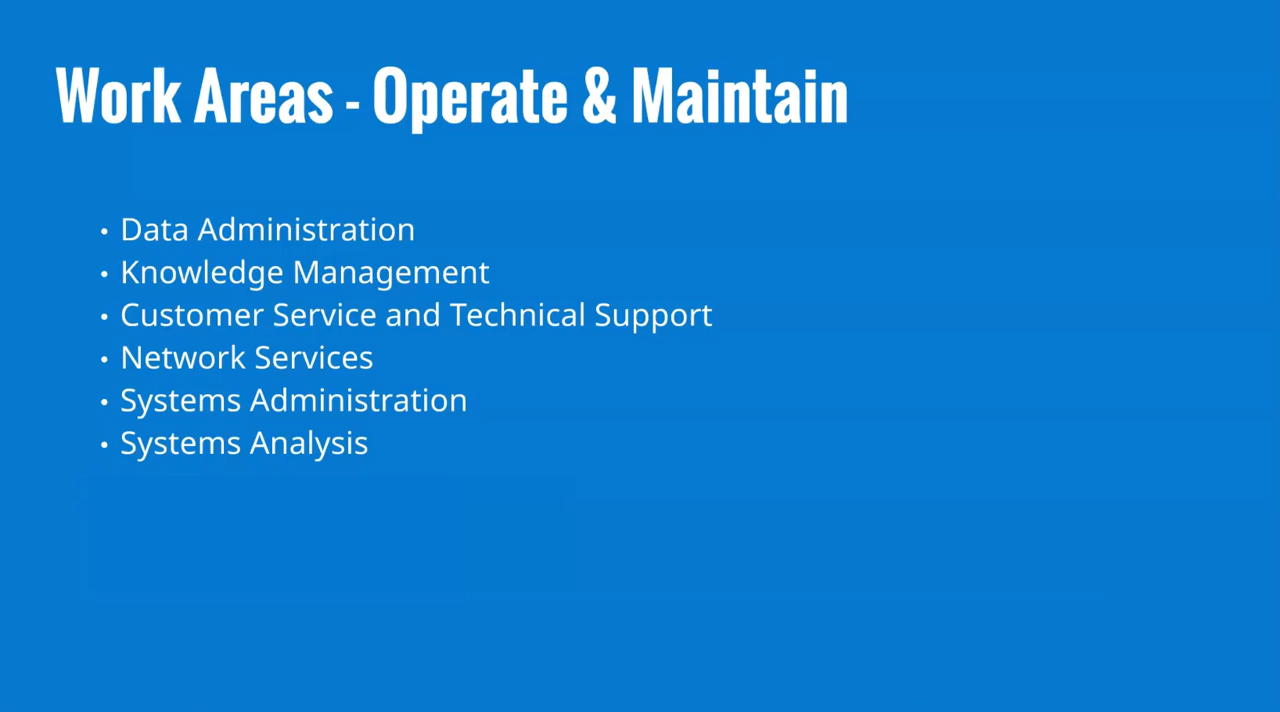 Work Areas - Operate & Maintain
• Data Administration
• Knowledge Management
• Customer Service and Technical Support
• Network Services
• Systems Administration
• Systems Analysis